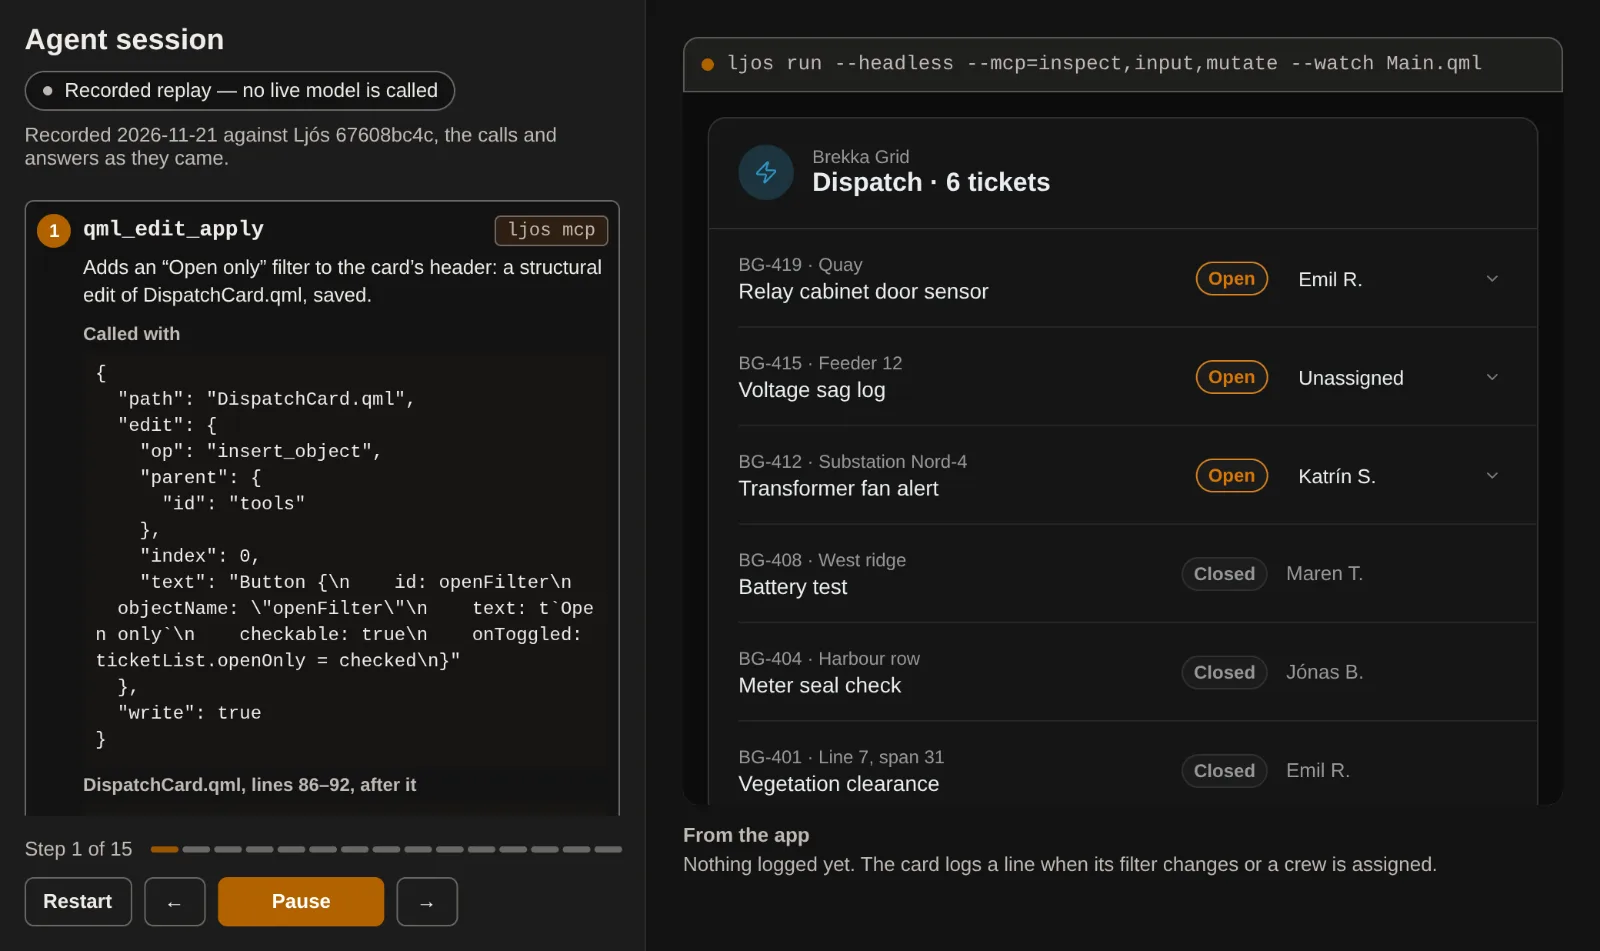 Agent session
Recorded replay — no live model is called
Recorded 2026-11-21 against Ljós 67608bc4c, the calls and
answers as they came.
1
qml_edit_apply
ljos mcp
Adds an “Open only” filter to the card’s header: a structural
edit of DispatchCard.qml, saved.
Called with
{
  "path": "DispatchCard.qml",
  "edit": {
    "op": "insert_object",
    "parent": {
      "id": "tools"
    },
    "index": 0,
    "text": "Button {\n    id: openFilter\n
  objectName: \"openFilter\"\n    text: t`Ope
n only`\n    checkable: true\n    onToggled:
ticketList.openOnly = checked\n}"
  },
  "write": true
}
DispatchCard.qml, lines 86–92, after it
Step 1 of 15
Restart
←
Pause
→
ljos run --headless --mcp=inspect,input,mutate --watch Main.qml
Brekka Grid
Dispatch · 6 tickets
BG-419 · Quay
Relay cabinet door sensor
Open
Emil R.
BG-415 · Feeder 12
Voltage sag log
Open
Unassigned
BG-412 · Substation Nord-4
Transformer fan alert
Open
Katrín S.
BG-408 · West ridge
Battery test
Closed
Maren T.
BG-404 · Harbour row
Meter seal check
Closed
Jónas B.
BG-401 · Line 7, span 31
Vegetation clearance
Closed
Emil R.
From the app
Nothing logged yet. The card logs a line when its filter changes or a crew is assigned.